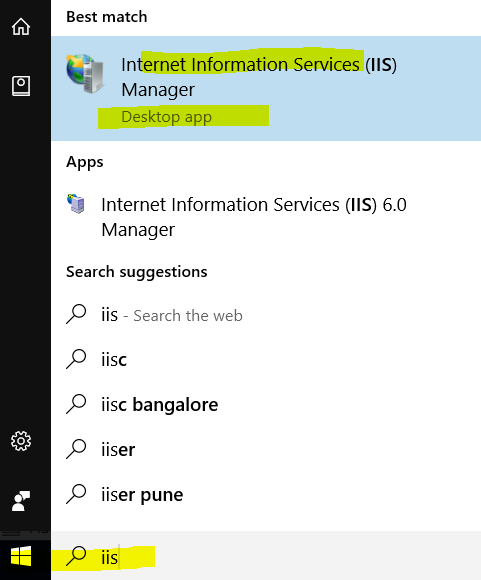 Best match
Internet Information Services (IIS)
Manager
Desktop app
Apps
Internet Information Services (IIS) 6.0
Manager
Search suggestions
iis - Search the web
iisc
iisc bangalore
iiser
iiser pune
iis